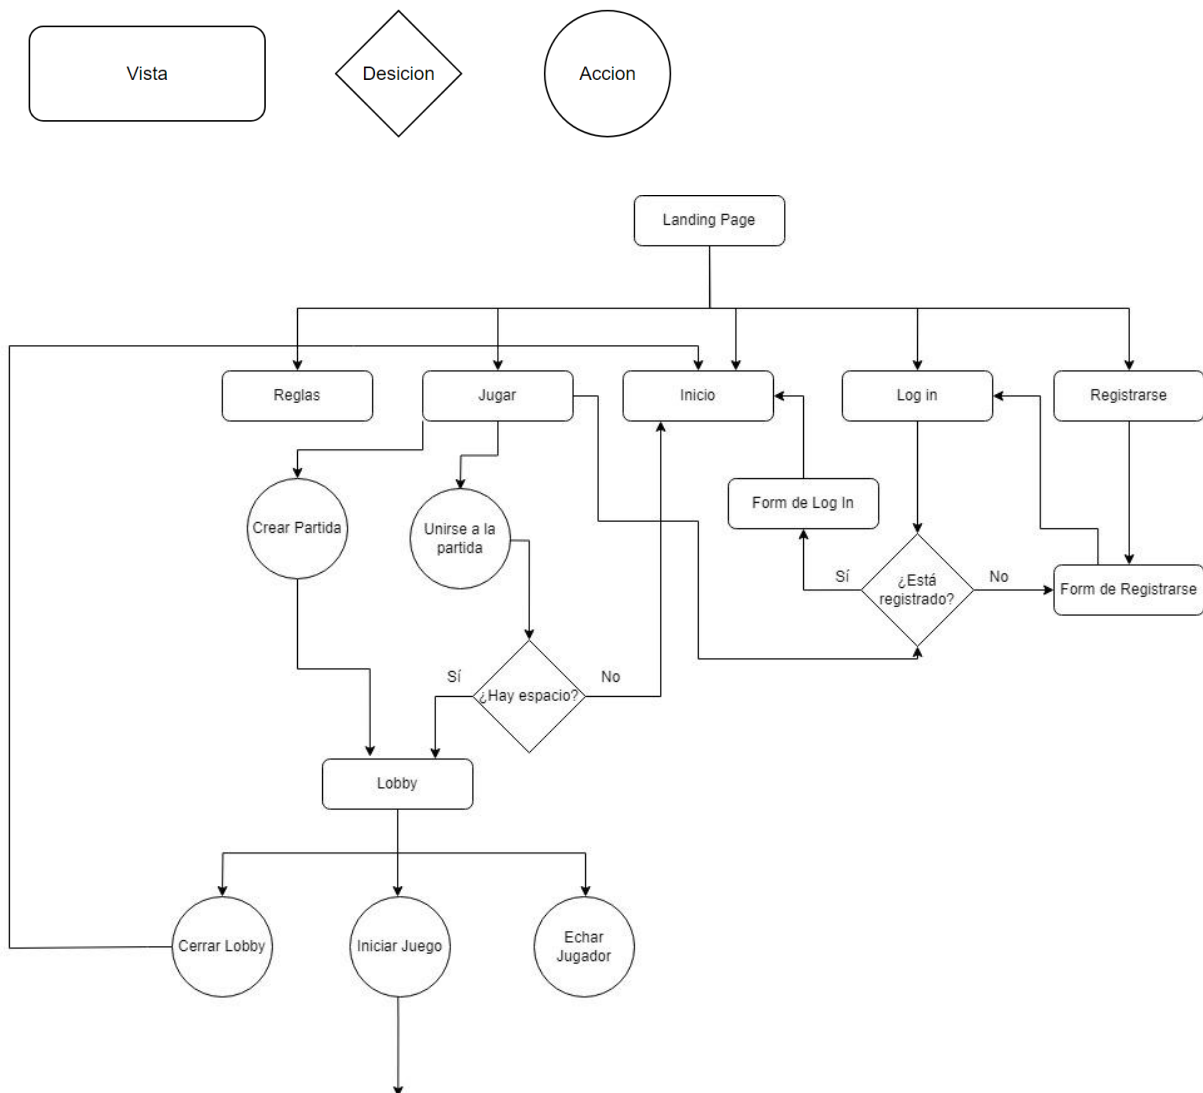 Vista
Desicion
Accion
Landing Page
Reglas
Jugar
Inicio
Log in
Registrarse
Form de Log In
Crear Partida
Unirse a la
partida
Sí
¿Está
registrado?
No
Form de Registrarse
Sí
¿Hay espacio?
No
Lobby
Cerrar Lobby
Iniciar Juego
Echar
Jugador